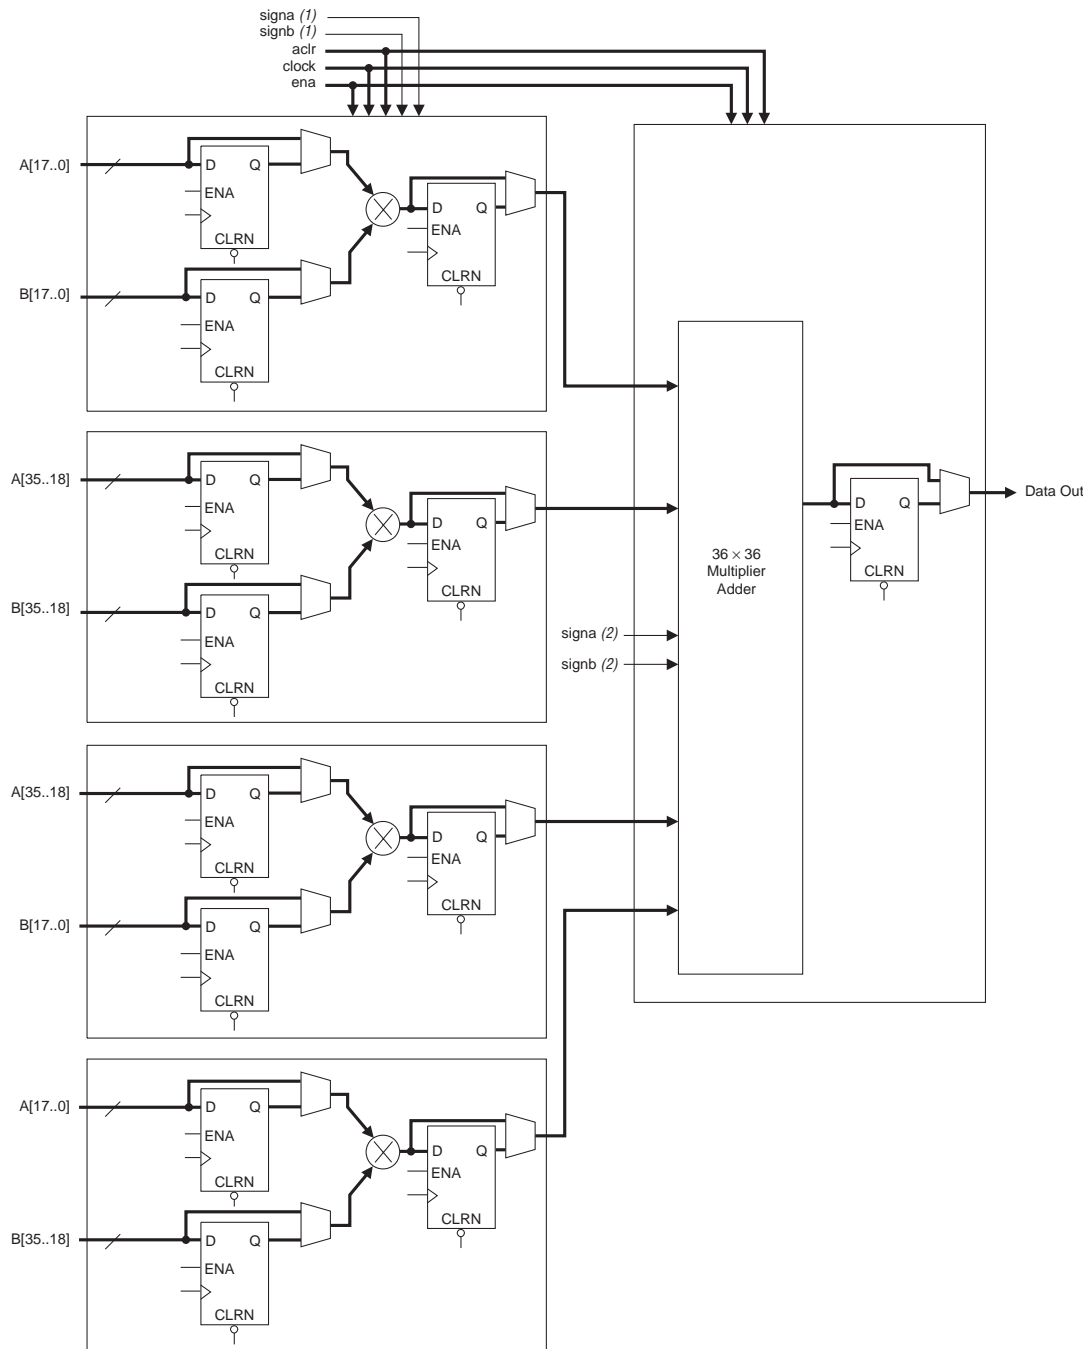 signa (1)
signb (1)
aclr
clock
ena
A[17..0]
D Q
ENA
CLRN
B[17..0]
D Q
ENA
CLRN
D Q
ENA
CLRN
A[35..18]
D Q
ENA
CLRN
B[35..18]
D Q
ENA
CLRN
D Q
ENA
CLRN
A[35..18]
D Q
ENA
CLRN
B[17..0]
D Q
ENA
CLRN
D Q
ENA
CLRN
A[17..0]
D Q
ENA
CLRN
B[35..18]
D Q
ENA
CLRN
D Q
ENA
CLRN
36 × 36
Multiplier
Adder
signa (2)
signb (2)
D Q
ENA
CLRN
Data Out